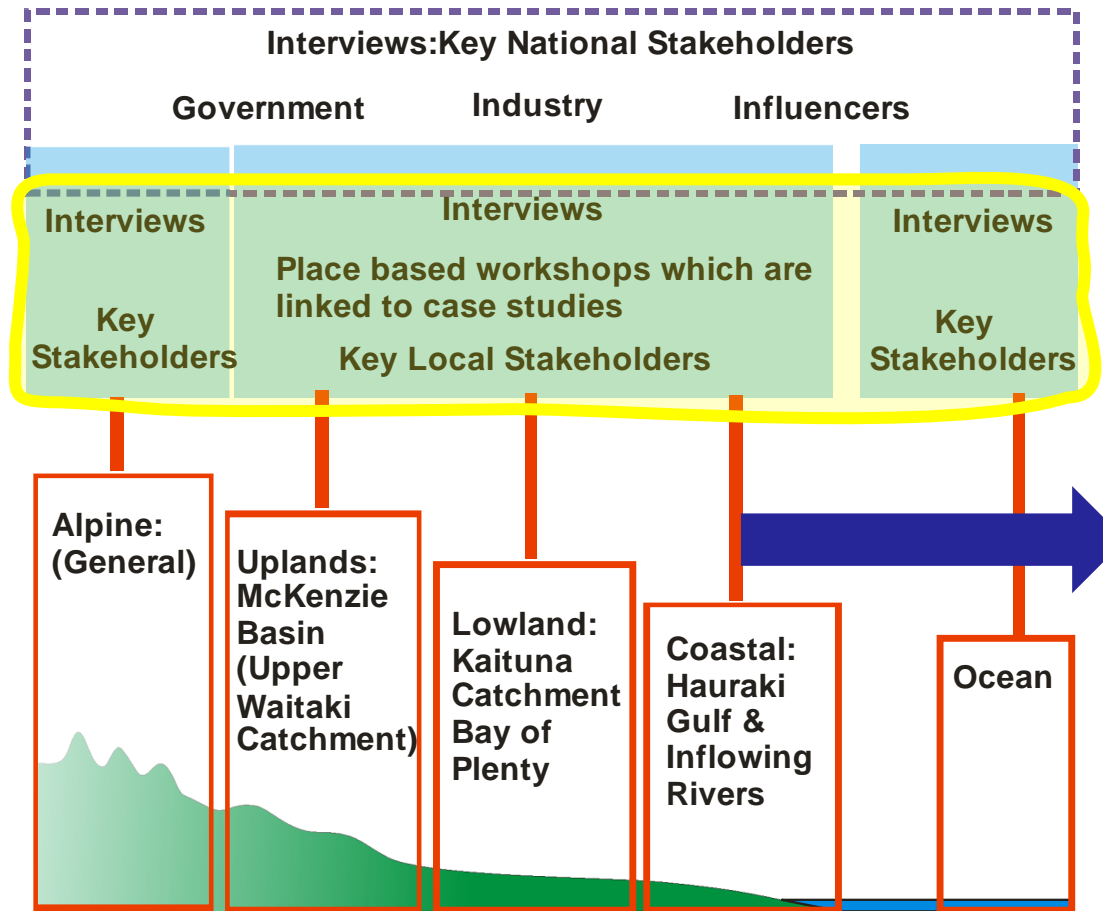 Interviews:Key National Stakeholders
Government
Industry
Influencers
Interviews
Key
Stakeholders
Interviews
Place based workshops which are
linked to case studies
Key Local Stakeholders
Interviews
Key
Stakeholders
Alpine:
(General)
Uplands:
McKenzie
Basin
(Upper
Waitaki
Catchment)
Lowland:
Kaituna
Catchment
Bay of
Plenty
Coastal:
Hauraki
Gulf &
Inflowing
Rivers
Ocean